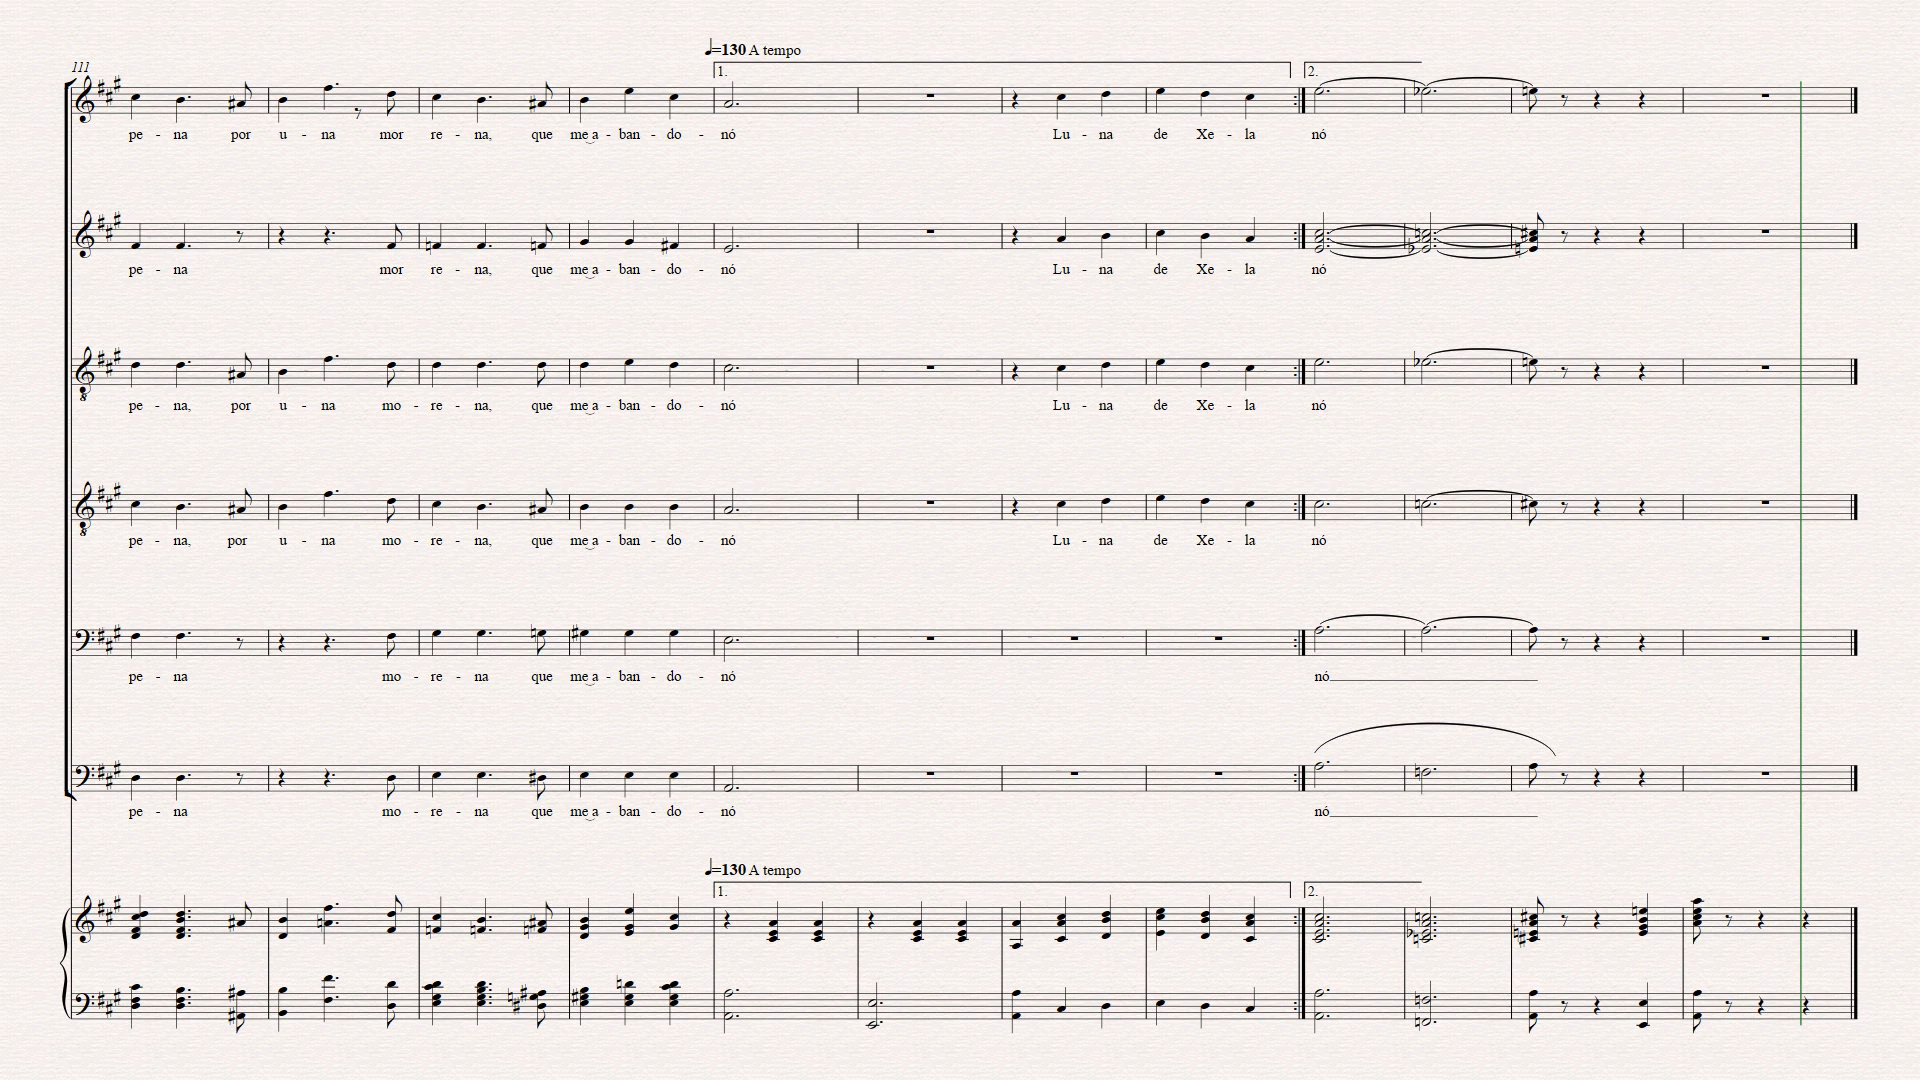 ♩=130 A tempo
111
1. 2.
pe - na por u - na mor re - na, que me‿a - ban - do - nó Lu - na de Xe - la nó
pe - na mor re - na, que me‿a - ban - do - nó Lu - na de Xe - la nó
pe - na, por u - na mo - re - na, que me‿a - ban - do - nó Lu - na de Xe - la nó
pe - na, por u - na mo - re - na, que me‿a - ban - do - nó Lu - na de Xe - la nó
pe - na mo - re - na que me‿a - ban - do - nó nó
pe - na mo - re - na que me‿a - ban - do - nó nó
♩=130 A tempo
1. 2.